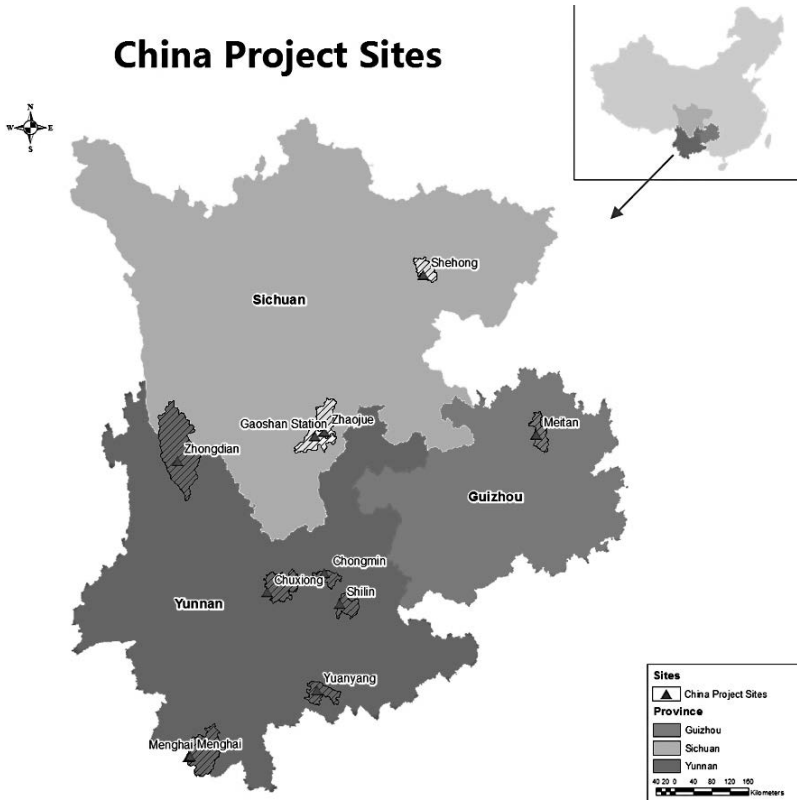 China Project Sites
N
W E
S
Shehong
Sichuan
Gaoshan Station Zhaojue
Meitan
Zhongdian
Guizhou
Chongmin
Chuxiong
Shilin
Yunnan
Yuanyang
Menghai Menghai
Sites
China Project Sites
Province
Guizhou
Sichuan
Yunnan
40 20 0 40 80 120 160
Kilometers